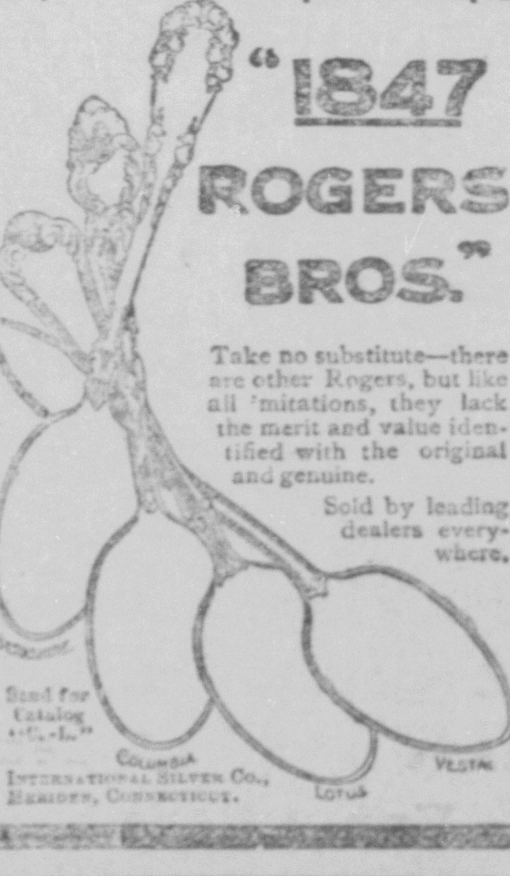 "1847
ROGERS
BROS."
Take no substitute—there
are other Rogers, but like
all 'mitations, they lack
the merit and value iden-
tified with the original
and genuine.
Sold by leading
dealers every-
where.
Send for
Catalog
COLUMBIA
LOTUS
VESTA
INTERNATIONAL SILVER CO.,
MERIDEN, CONNECTICUT.